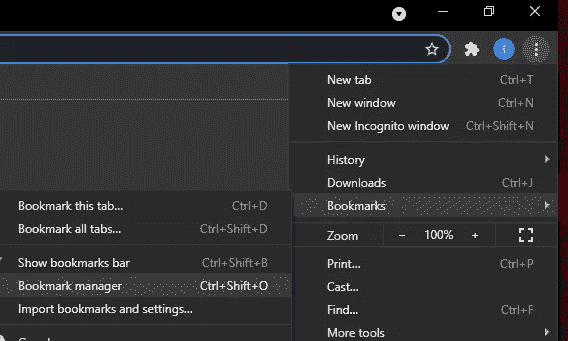 i
New tab Ctrl+T
New window Ctrl+N
New Incognito window Ctrl+Shift+N
History
Downloads Ctrl+J
Bookmarks
Zoom − 100% +
Print... Ctrl+P
Cast...
Find... Ctrl+F
More tools
Bookmark this tab... Ctrl+D
Bookmark all tabs... Ctrl+Shift+D
Show bookmarks bar Ctrl+Shift+B
Bookmark manager Ctrl+Shift+O
Import bookmarks and settings...